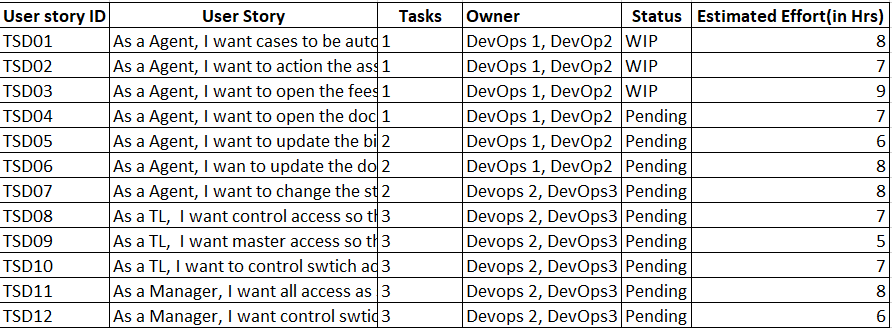 User story ID User Story Tasks Owner Status Estimated Effort(in Hrs)
TSD01 As a Agent, I want cases to be auto 1 DevOps 1, DevOp2 WIP 8
TSD02 As a Agent, I want to action the ass 1 DevOps 1, DevOp2 WIP 7
TSD03 As a Agent, I want to open the fees 1 DevOps 1, DevOp2 WIP 9
TSD04 As a Agent, I want to open the doc 1 DevOps 1, DevOp2 Pending 7
TSD05 As a Agent, I want to update the bi 2 DevOps 1, DevOp2 Pending 6
TSD06 As a Agent, I wan to update the do 2 DevOps 1, DevOp2 Pending 8
TSD07 As a Agent, I want to change the st 2 Devops 2, DevOps3 Pending 8
TSD08 As a TL, I want control access so th 3 Devops 2, DevOps3 Pending 7
TSD09 As a TL, I want master access so th 3 Devops 2, DevOps3 Pending 5
TSD10 As a TL, I want to control swtich ac 3 Devops 2, DevOps3 Pending 7
TSD11 As a Manager, I want all access as 3 Devops 2, DevOps3 Pending 8
TSD12 As a Manager, I want control swtic 3 Devops 2, DevOps3 Pending 6